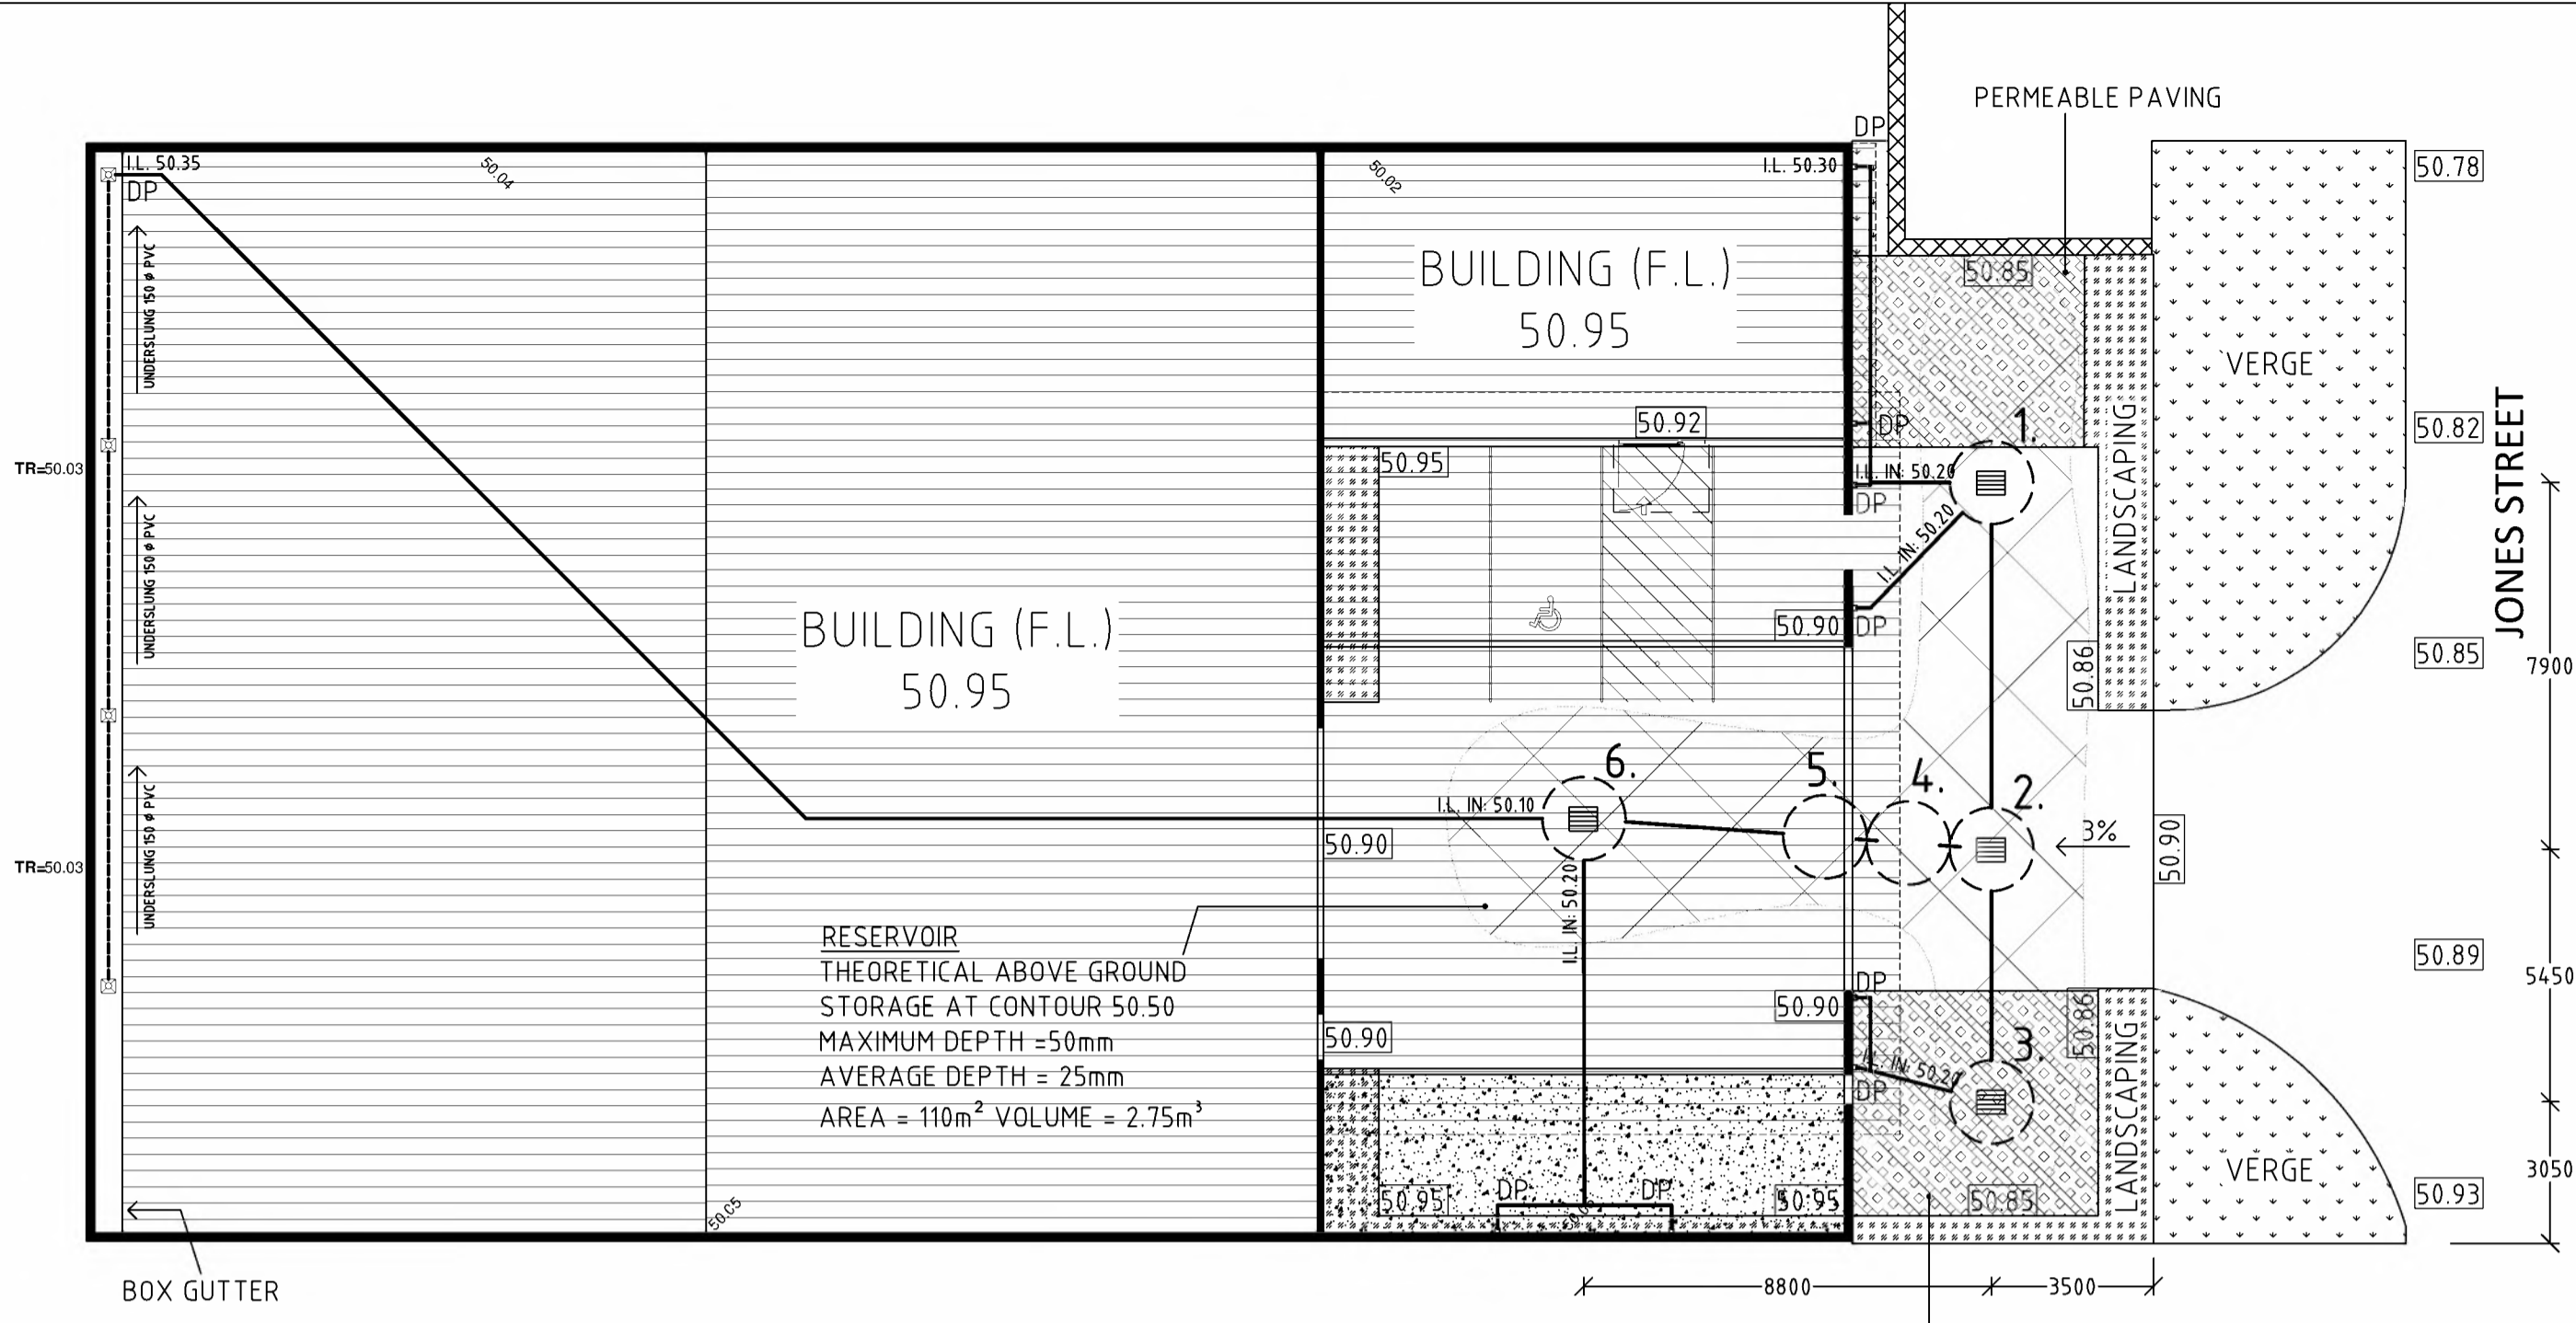 PERMEABLE PAVING
DP
I.L. 50.35
DP
50.04
50.02
I.L. 50.30
50.78
UNDERSLUNG 150 ø PVC
BUILDING (F.L.)
50.95
50.85
VERGE
50.92
DP
1.
50.82
JONES STREET
TR=50.03
50.95
I.L. IN: 50.20
DP
LANDSCAPING
UNDERSLUNG 150 ø PVC
I.L. IN: 50.20
BUILDING (F.L.)
50.95
50.90
DP
50.86
50.85
7900
6.
5.
4.
2.
I.L. IN: 50.10
3%
50.90
50.90
TR=50.03
UNDERSLUNG 150 ø PVC
I.L. IN: 50.20
RESERVOIR
THEORETICAL ABOVE GROUND
STORAGE AT CONTOUR 50.50
MAXIMUM DEPTH =50mm
AVERAGE DEPTH = 25mm
AREA = 110m² VOLUME = 2.75m³
50.89
5450
DP
50.90
50.90
50.86
3.
I.L. IN: 50.20
DP
LANDSCAPING
VERGE
3050
50.93
50.05
50.95
DP
DP
50.95
50.85
BOX GUTTER
8800
3500